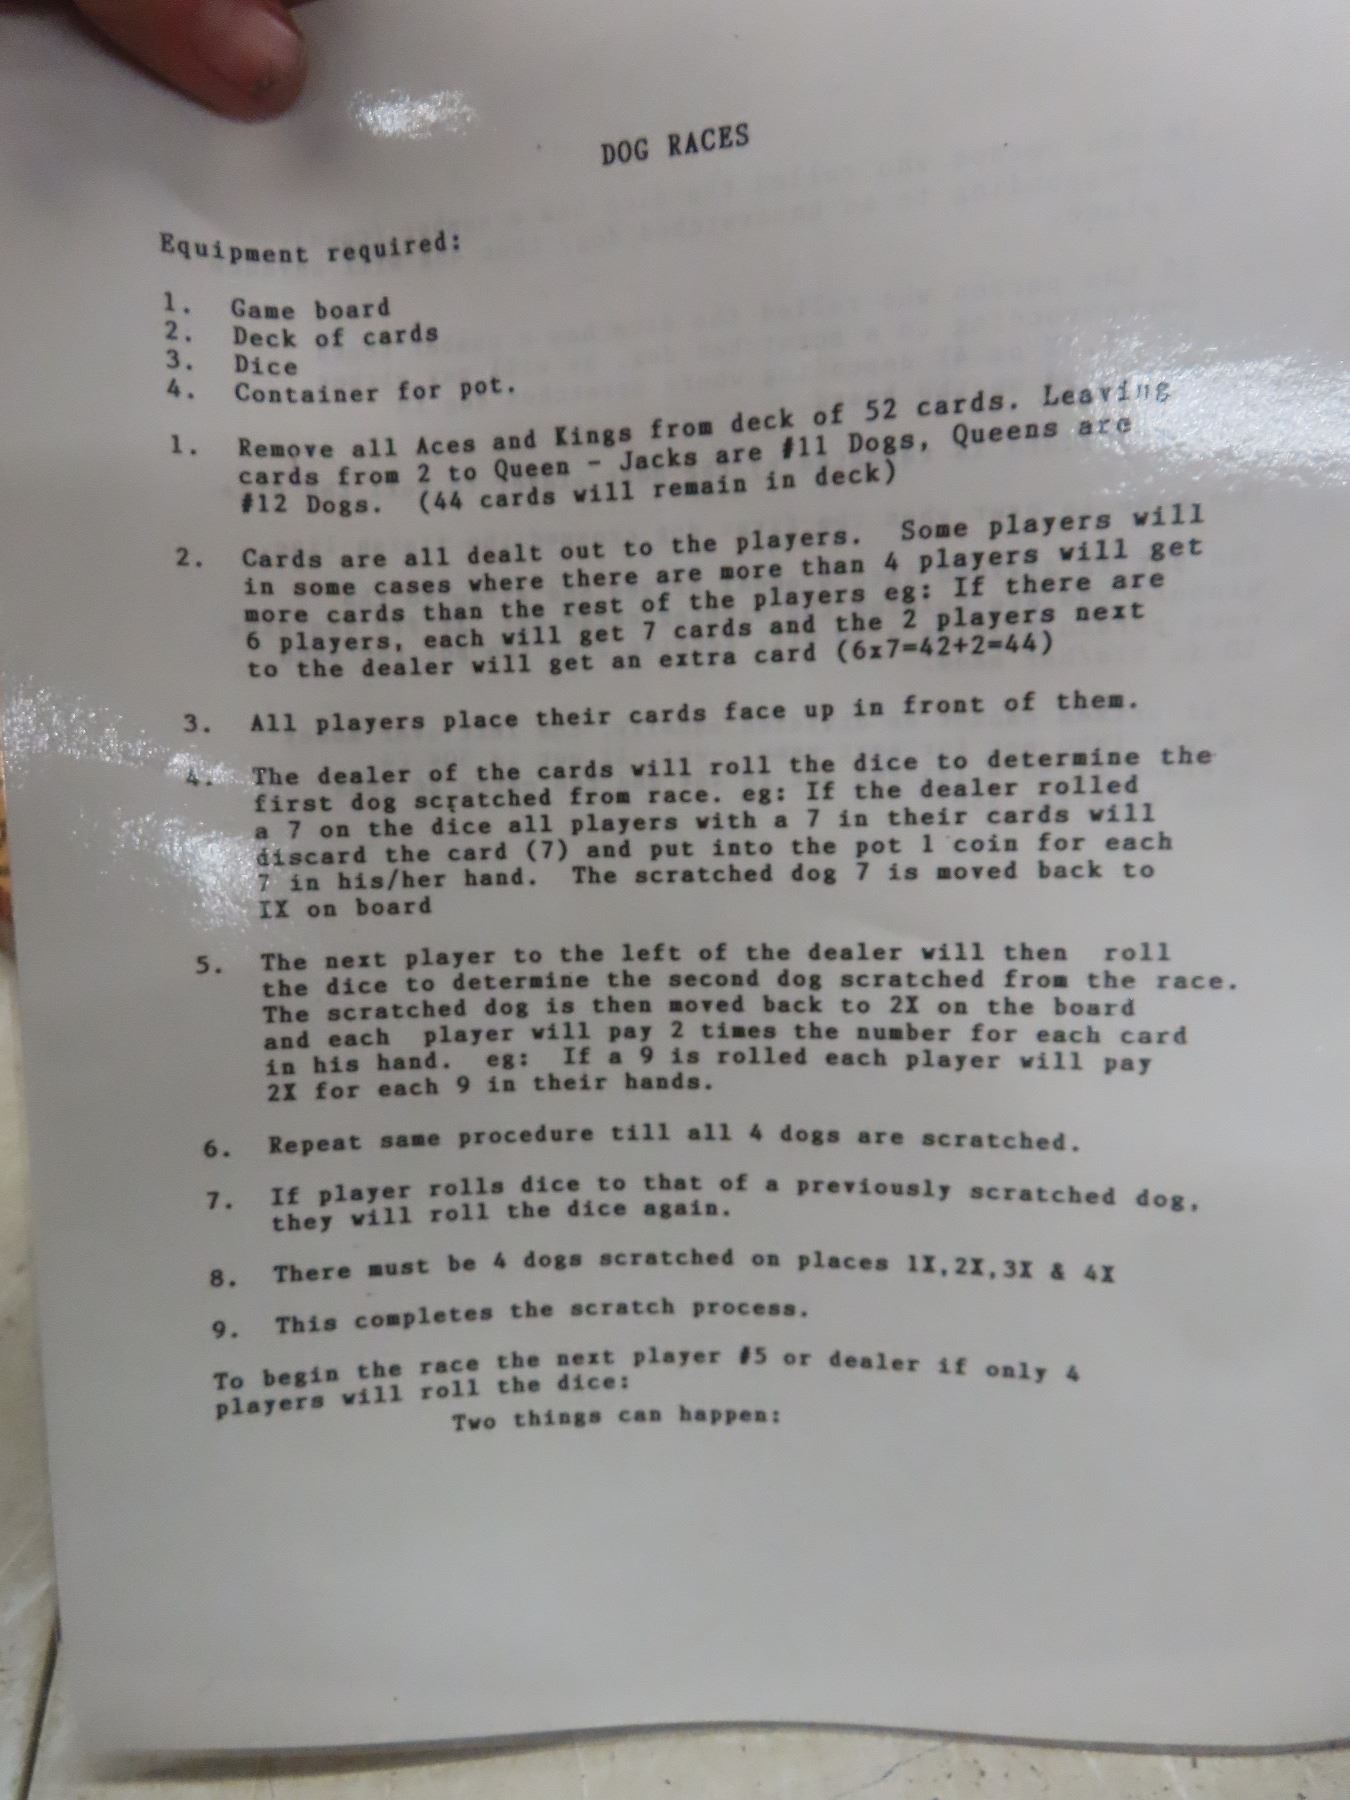 DOG RACES
Equipment required:
1. Game board
2. Deck of cards
3. Dice
4. Container for pot.
1. Remove all Aces and Kings from deck of 52 cards. Leaving
cards from 2 to Queen - Jacks are #11 Dogs, Queens are
#12 Dogs. (44 cards will remain in deck)
2. Cards are all dealt out to the players. Some players will
in some cases where there are more than 4 players will get
more cards than the rest of the players eg: If there are
6 players, each will get 7 cards and the 2 players next
to the dealer will get an extra card (6x7=42+2=44)
3. All players place their cards face up in front of them.
4. The dealer of the cards will roll the dice to determine the
first dog scratched from race. eg: If the dealer rolled
a 7 on the dice all players with a 7 in their cards will
discard the card (7) and put into the pot 1 coin for each
7 in his/her hand. The scratched dog 7 is moved back to
IX on board
5. The next player to the left of the dealer will then roll
the dice to determine the second dog scratched from the race.
The scratched dog is then moved back to 2X on the board
and each player will pay 2 times the number for each card
in his hand. eg: If a 9 is rolled each player will pay
2X for each 9 in their hands.
6. Repeat same procedure till all 4 dogs are scratched.
7. If player rolls dice to that of a previously scratched dog,
they will roll the dice again.
8. There must be 4 dogs scratched on places 1X,2X,3X & 4X
9. This completes the scratch process.
To begin the race the next player #5 or dealer if only 4
players will roll the dice:
Two things can happen: